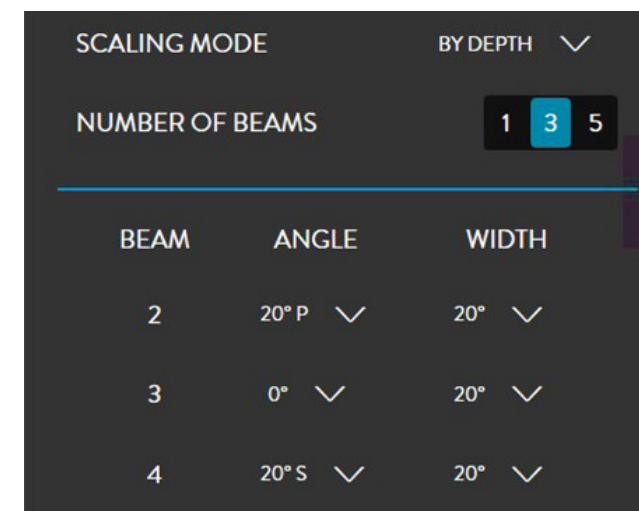 SCALING MODE BY DEPTH
NUMBER OF BEAMS 1 3 5
BEAM ANGLE WIDTH
2 20° P 20°
3 0° 20°
4 20° S 20°